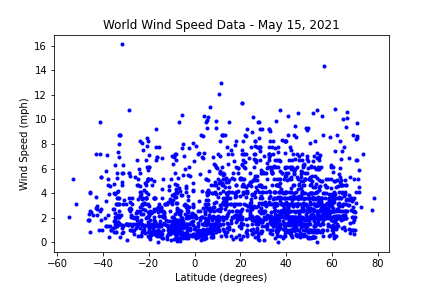 World Wind Speed Data - May 15, 2021
Wind Speed (mph)
16
14
12
10
8
6
4
2
0
−60 −40 −20 0 20 40 60 80
Latitude (degrees)